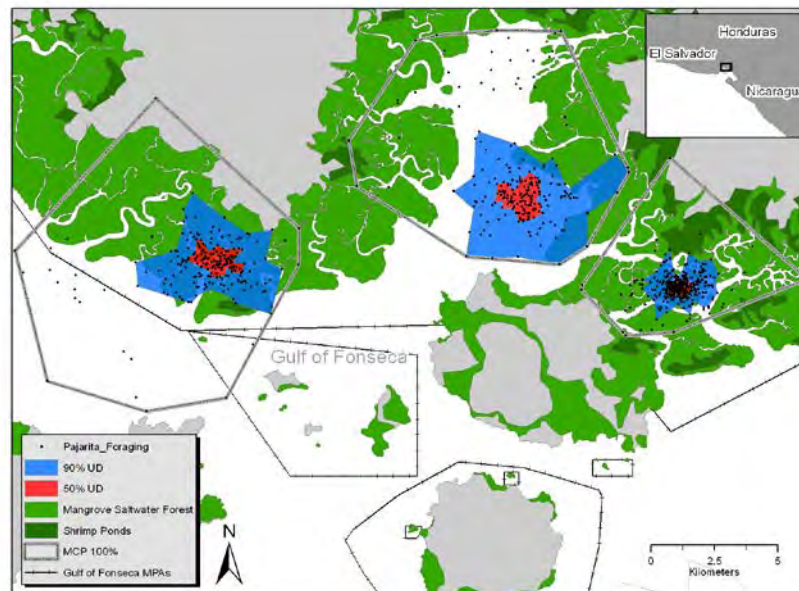 Honduras
El Salvador
Nicaragu
Gulf of Fonseca
Pajarita_Foraging
90% UD
50% UD
Mangrove Saltwater Forest
Shrimp Ponds
MCP 100%
Gulf of Fonseca MPAs
N
0 2.5 5
Kilometers